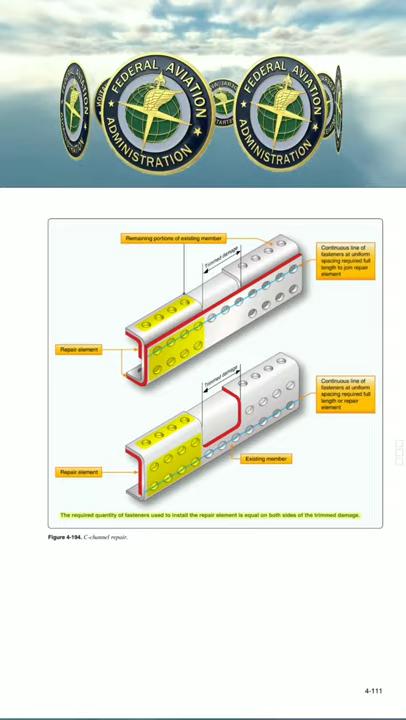 FEDERAL AVIATION
ADMINISTRATION
FEDERAL AVIATION
ADMINISTRATION
Remaining portions of existing member
Trimmed damage
Continuous line of
fasteners at uniform
spacing required full
length to join repair
element
Repair element
Trimmed damage
Continuous line of
fasteners at uniform
spacing required full
length or repair
element
Existing member
Repair element
The required quantity of fasteners used to install the repair element is equal on both sides of the trimmed damage.
Figure 4-194. C-channel repair.
4-111